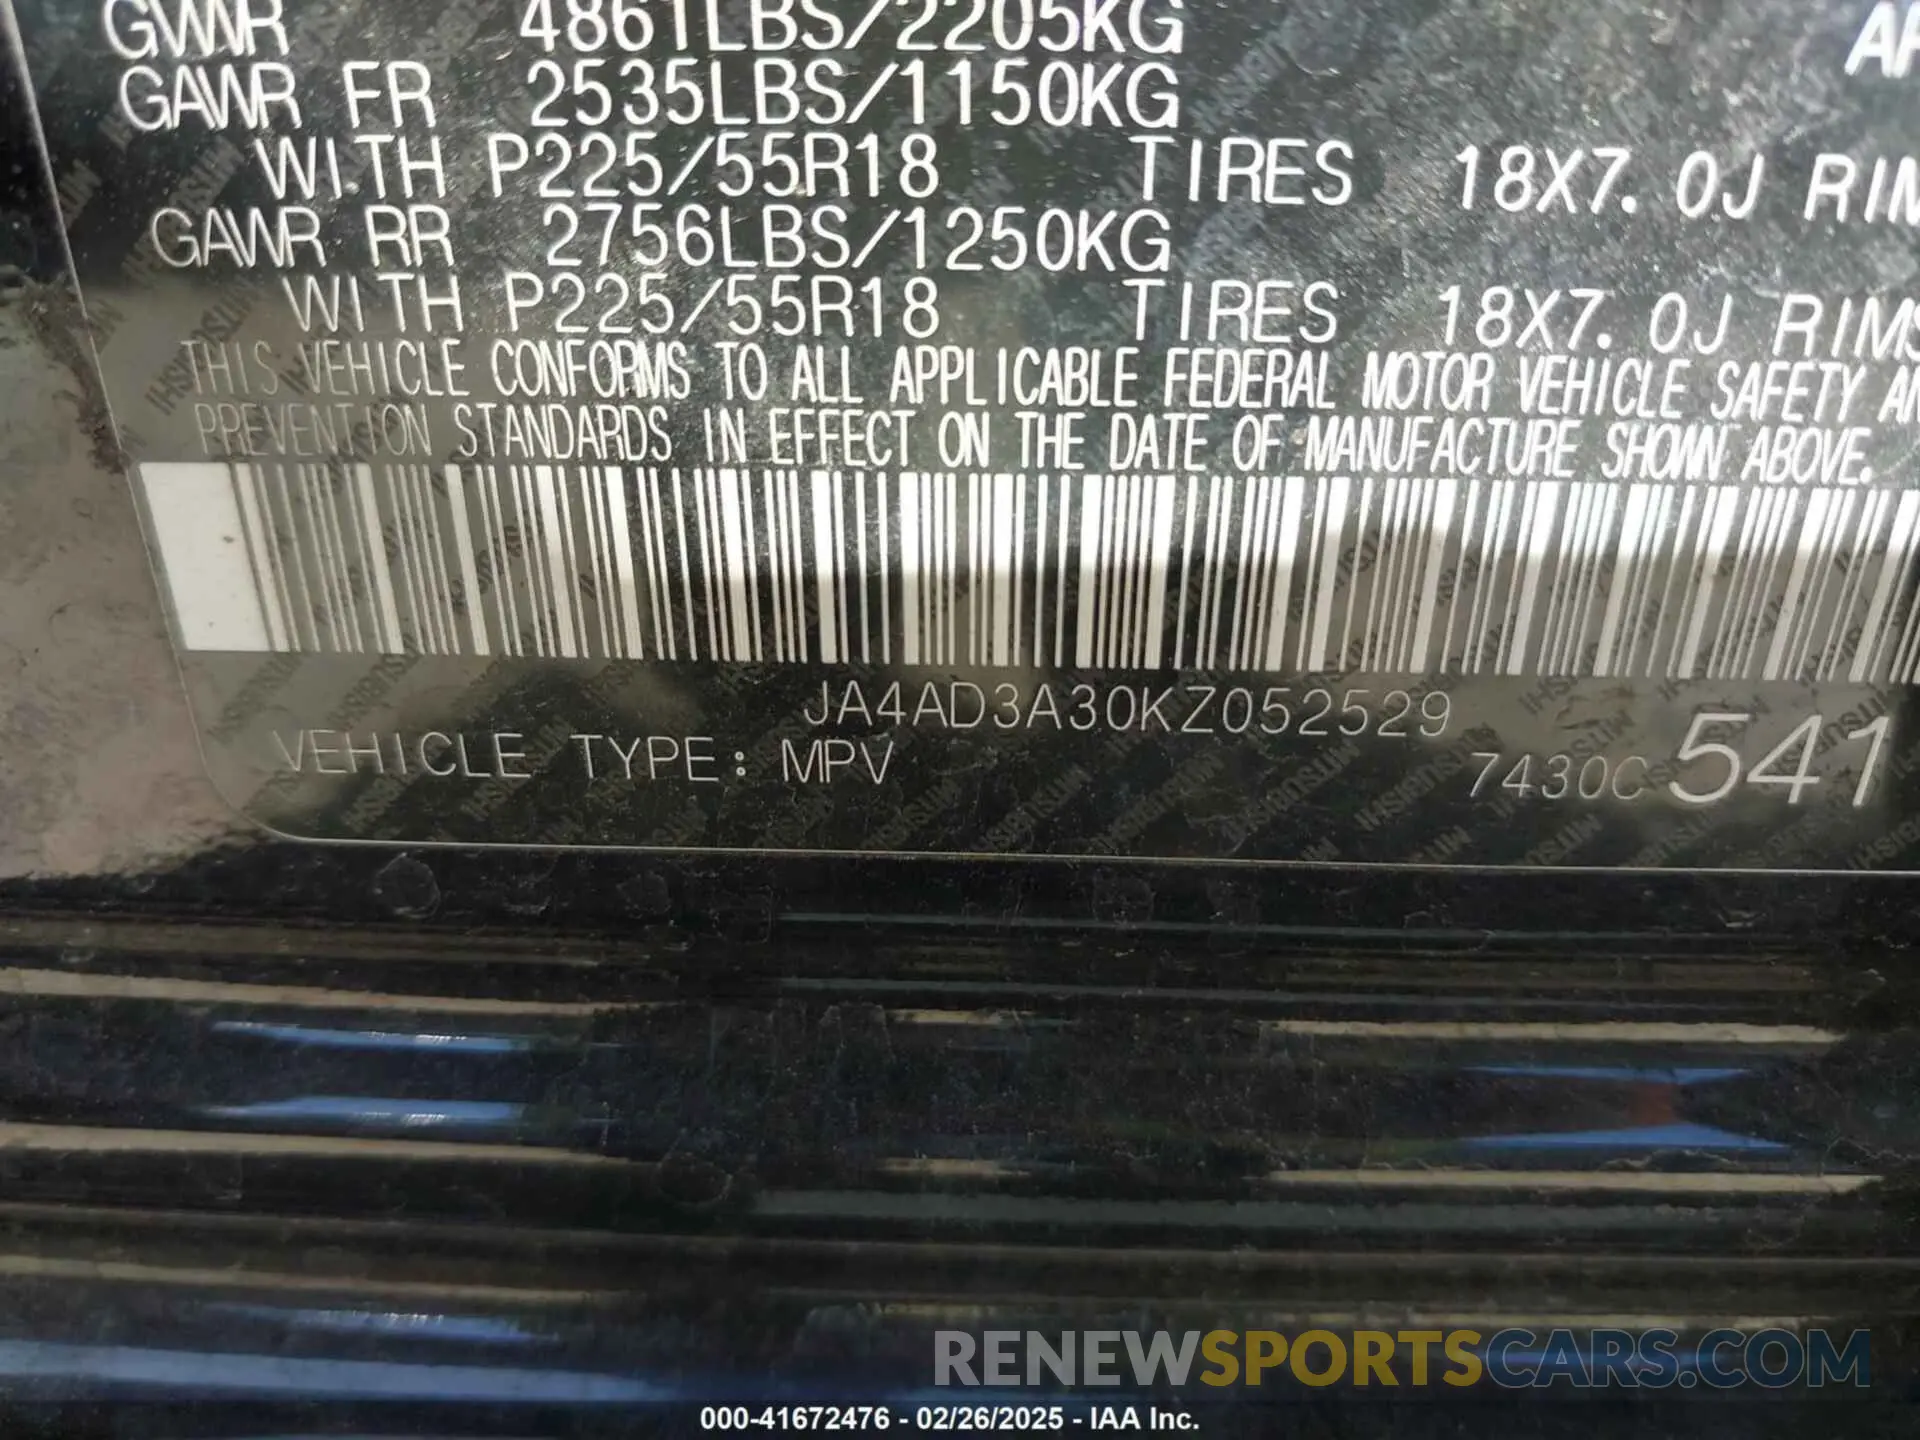 GVWR 4861LBS/2205KG
GAWR FR 2535LBS/1150KG
WITH P225/55R18 TIRES 18X7.0J RIM
GAWR RR 2756LBS/1250KG
WITH P225/55R18 TIRES 18X7.0J RIMS
THIS VEHICLE CONFORMS TO ALL APPLICABLE FEDERAL MOTOR VEHICLE SAFETY AN
PREVENTION STANDARDS IN EFFECT ON THE DATE OF MANUFACTURE SHOWN ABOVE.
JA4AD3A30KZ052529
VEHICLE TYPE: MPV 7430C 541
RENEWSPORTSCARS.COM
000-41672476 - 02/26/2025 - IAA Inc.